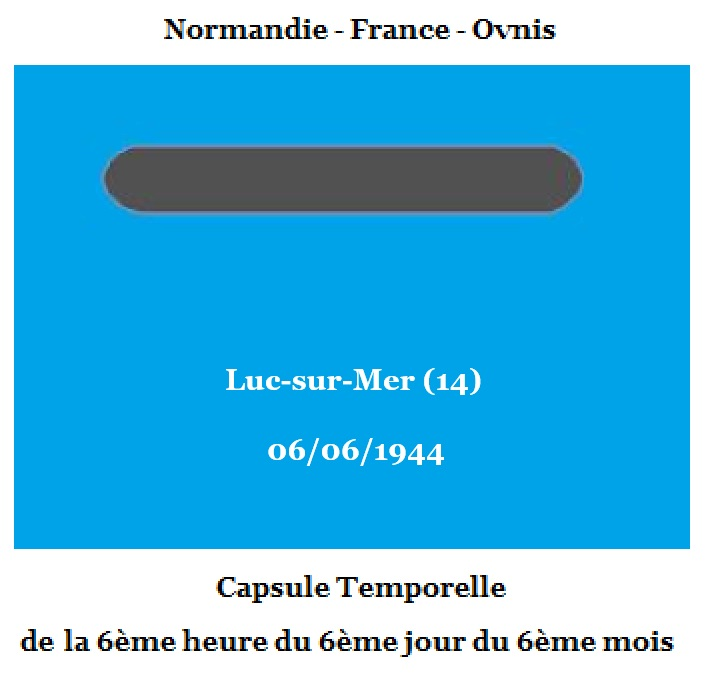 Normandie - France - Ovnis
Luc-sur-Mer (14)
06/06/1944
Capsule Temporelle
de la 6ème heure du 6ème jour du 6ème mois